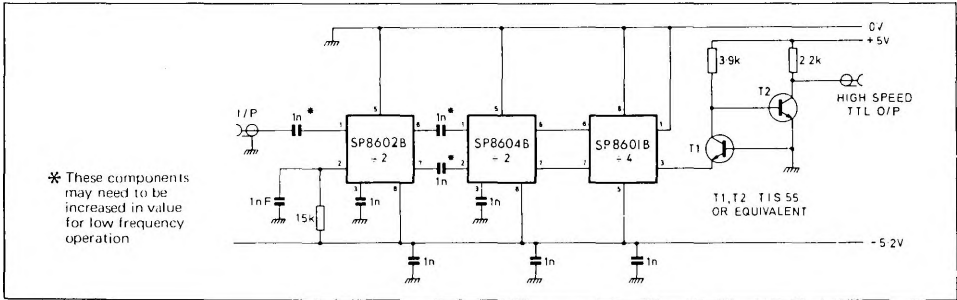 0V
+5V
3.9k
2.2k
T2
HIGH SPEED
TTL O/P
T1
T1, T2 TIS 55
OR EQUIVALENT
I/P
1n *
1
5
6
SP8602B
÷ 2
2
7
3
8
1n *
1n
*
1
5
6
SP8604B
÷ 2
2
7
3
8
6
8
1
SP8601B
÷ 4
7
3
5
1nF
15k
1n
1n
1n
1n
1n
-5.2V
* These components
may need to be
increased in value
for low frequency
operation